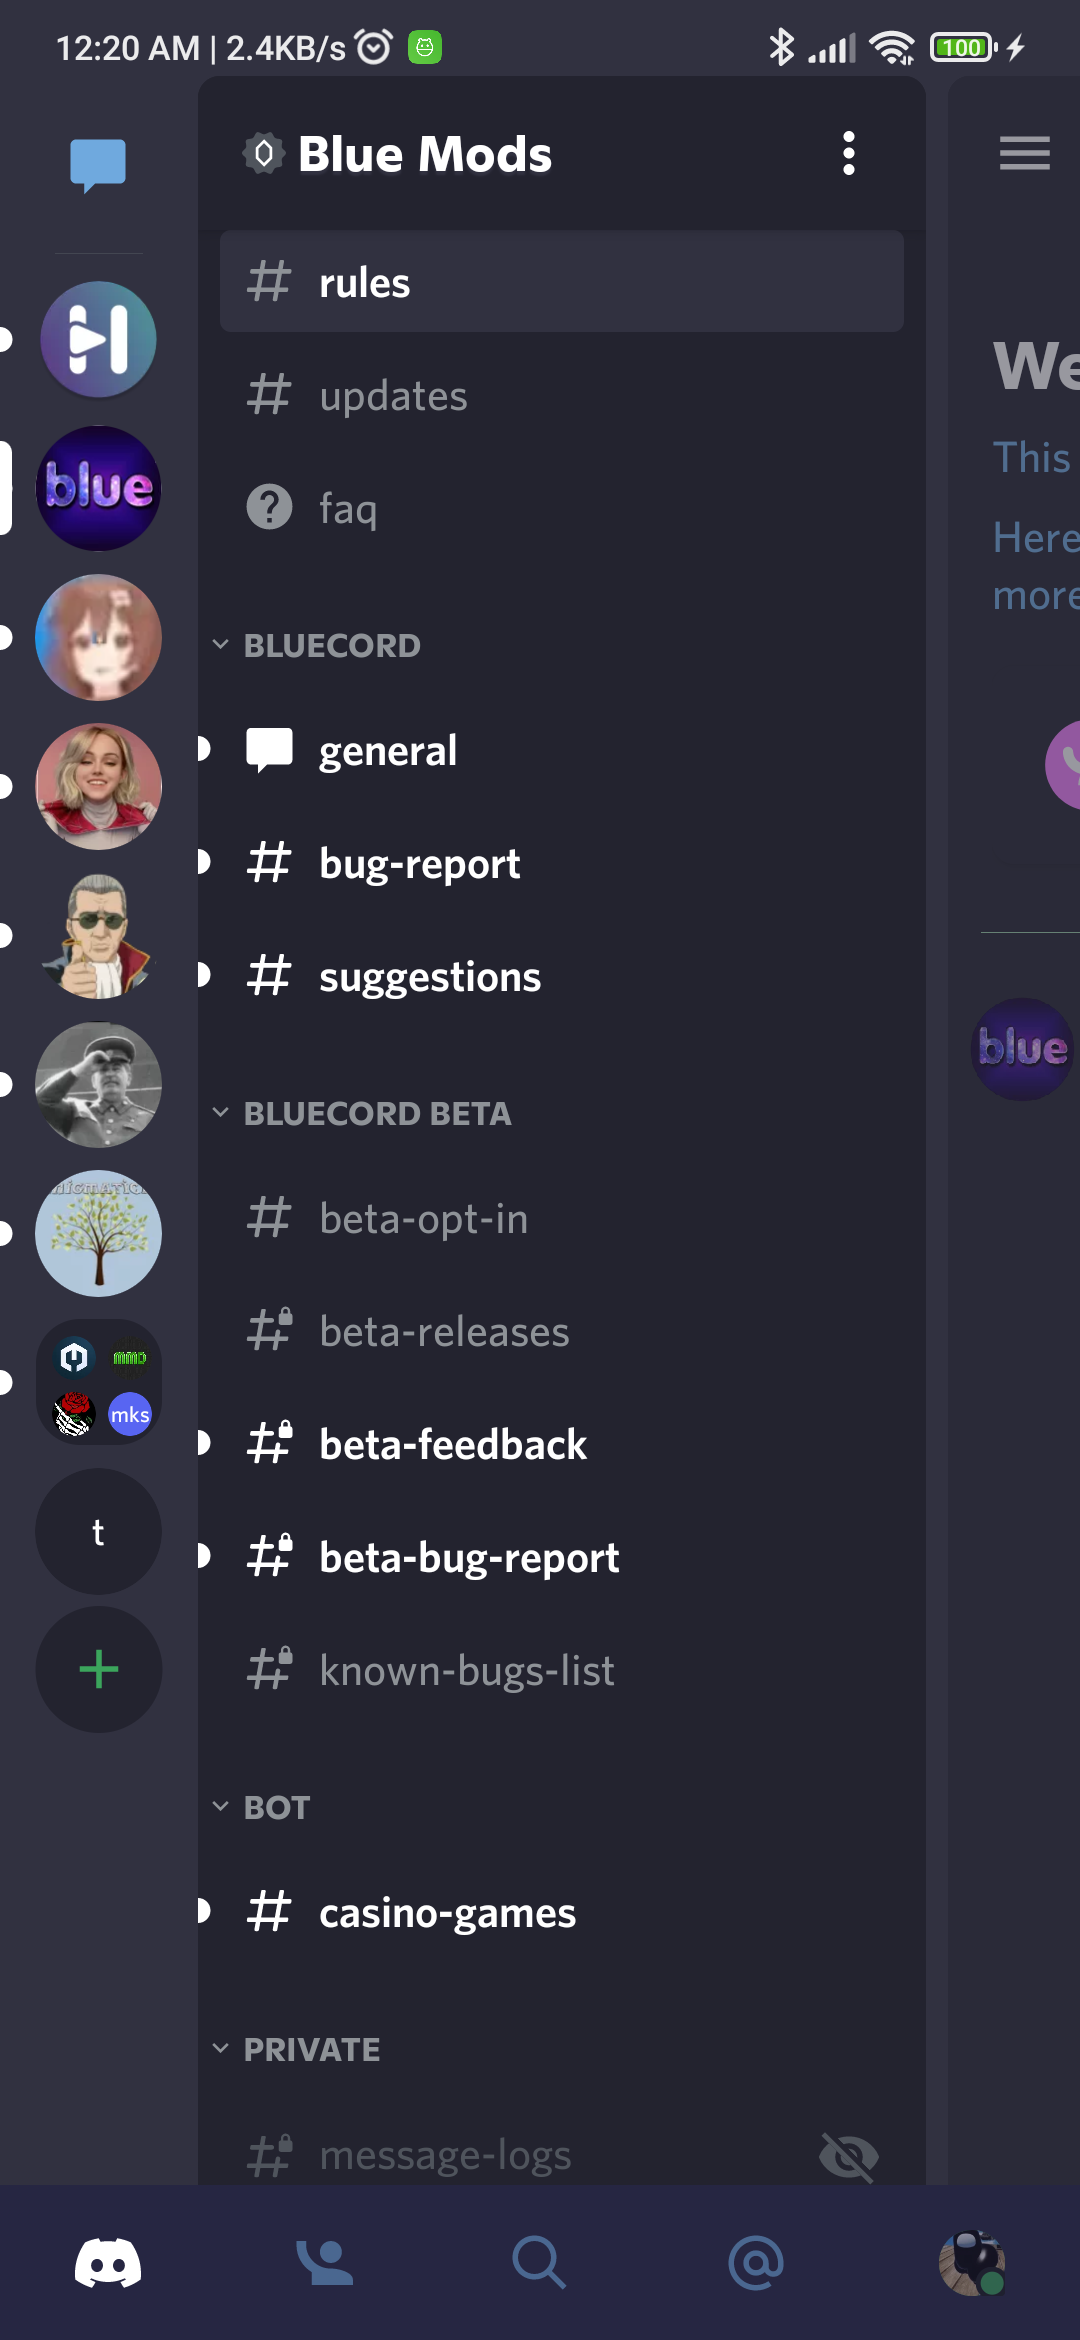 12:20 AM | 2.4KB/s
100
Blue Mods
rules
updates
faq
BLUECORD
general
bug-report
suggestions
BLUECORD BETA
beta-opt-in
beta-releases
beta-feedback
beta-bug-report
known-bugs-list
BOT
casino-games
PRIVATE
message-logs
blue
MMD
mks
t
We
This
Here
more
blue